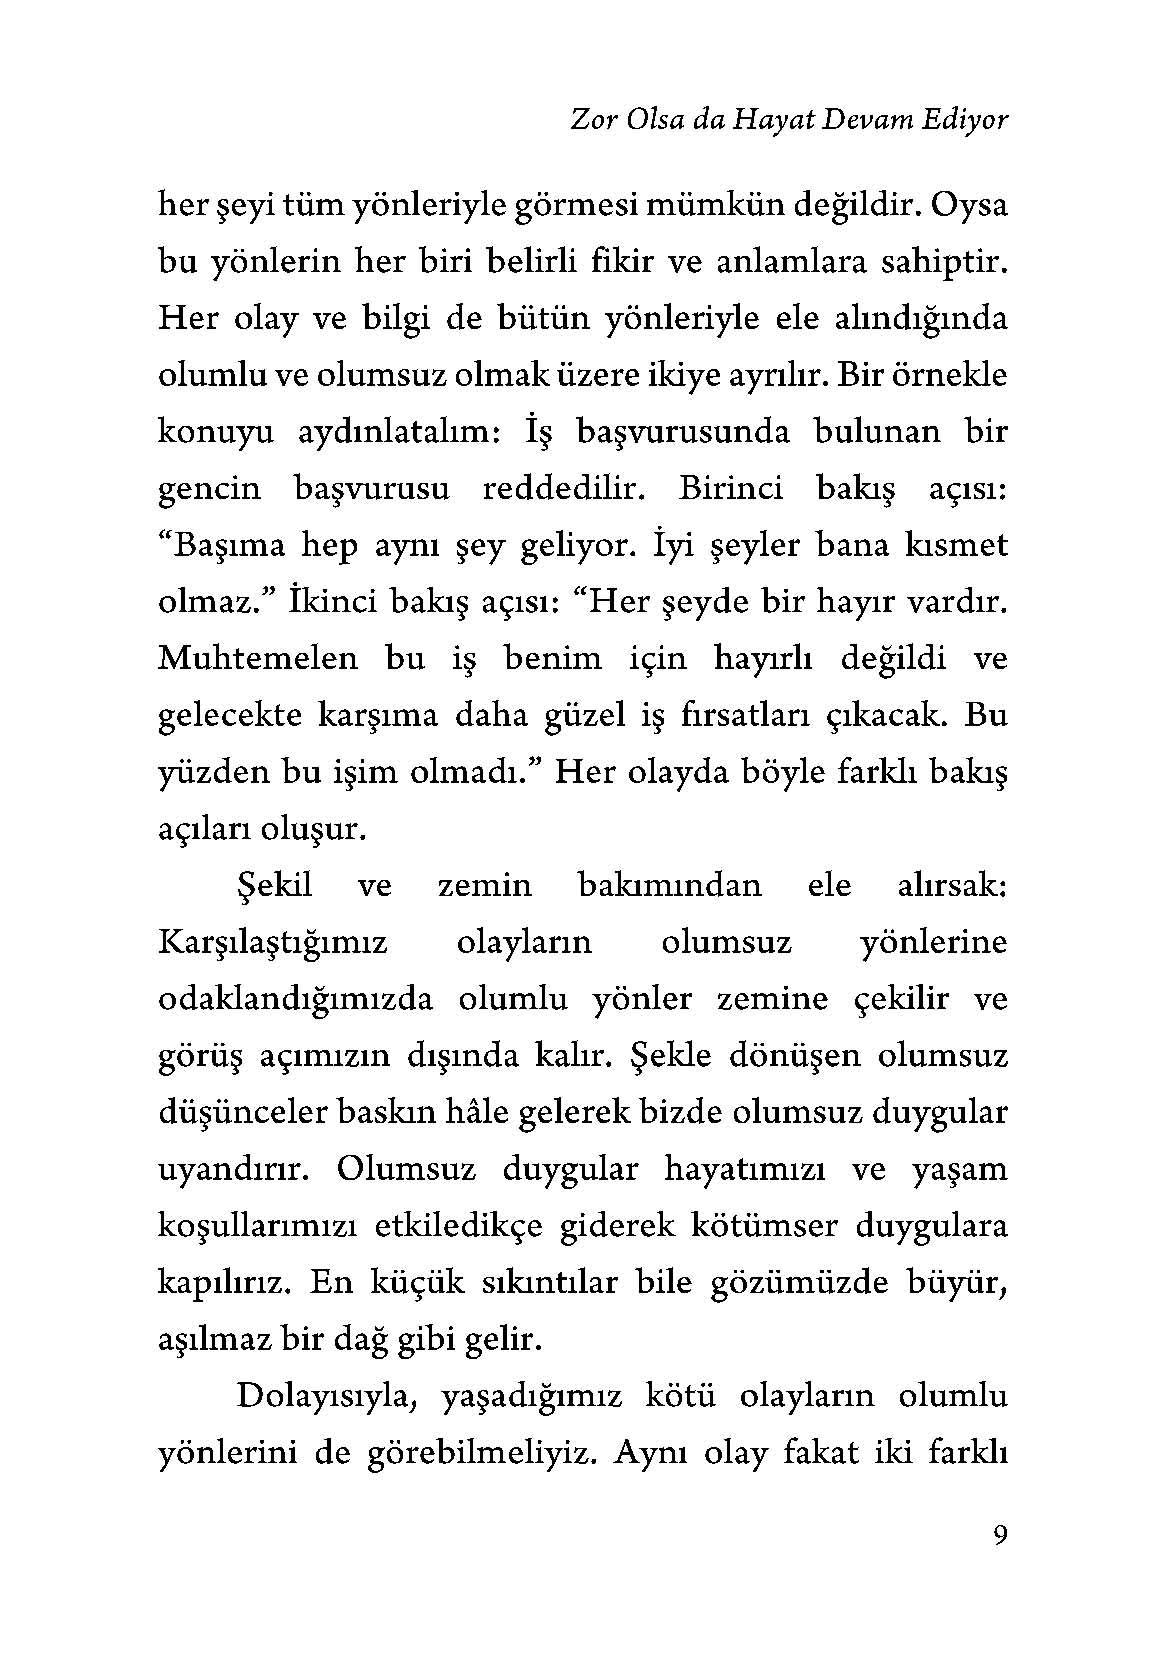 Zor Olsa da Hayat Devam Ediyor
her şeyi tüm yönleriyle görmesi mümkün değildir. Oysa
bu yönlerin her biri belirli fikir ve anlamlara sahiptir.
Her olay ve bilgi de bütün yönleriyle ele alındığında
olumlu ve olumsuz olmak üzere ikiye ayrılır. Bir örnekle
konuyu aydınlatalım: İş başvurusunda bulunan bir
gencin başvurusu reddedilir. Birinci bakış açısı:
“Başıma hep aynı şey geliyor. İyi şeyler bana kısmet
olmaz.” İkinci bakış açısı: “Her şeyde bir hayır vardır.
Muhtemelen bu iş benim için hayırlı değildi ve
gelecekte karşıma daha güzel iş fırsatları çıkacak. Bu
yüzden bu işim olmadı.” Her olayda böyle farklı bakış
açıları oluşur.
Şekil ve zemin bakımından ele alırsak:
Karşılaştığımız olayların olumsuz yönlerine
odaklandığımızda olumlu yönler zemine çekilir ve
görüş açımızın dışında kalır. Şekle dönüşen olumsuz
düşünceler baskın hâle gelerek bizde olumsuz duygular
uyandırır. Olumsuz duygular hayatımızı ve yaşam
koşullarımızı etkiledikçe giderek kötümser duygulara
kapılırız. En küçük sıkıntılar bile gözümüzde büyür,
aşılmaz bir dağ gibi gelir.
Dolayısıyla, yaşadığımız kötü olayların olumlu
yönlerini de görebilmeliyiz. Aynı olay fakat iki farklı
9